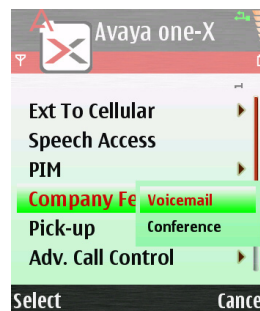 Avaya one-X
Ext To Cellular
Speech Access
PIM
Company Fe
Voicemail
Conference
Pick-up
Adv. Call Control
Select
Cance